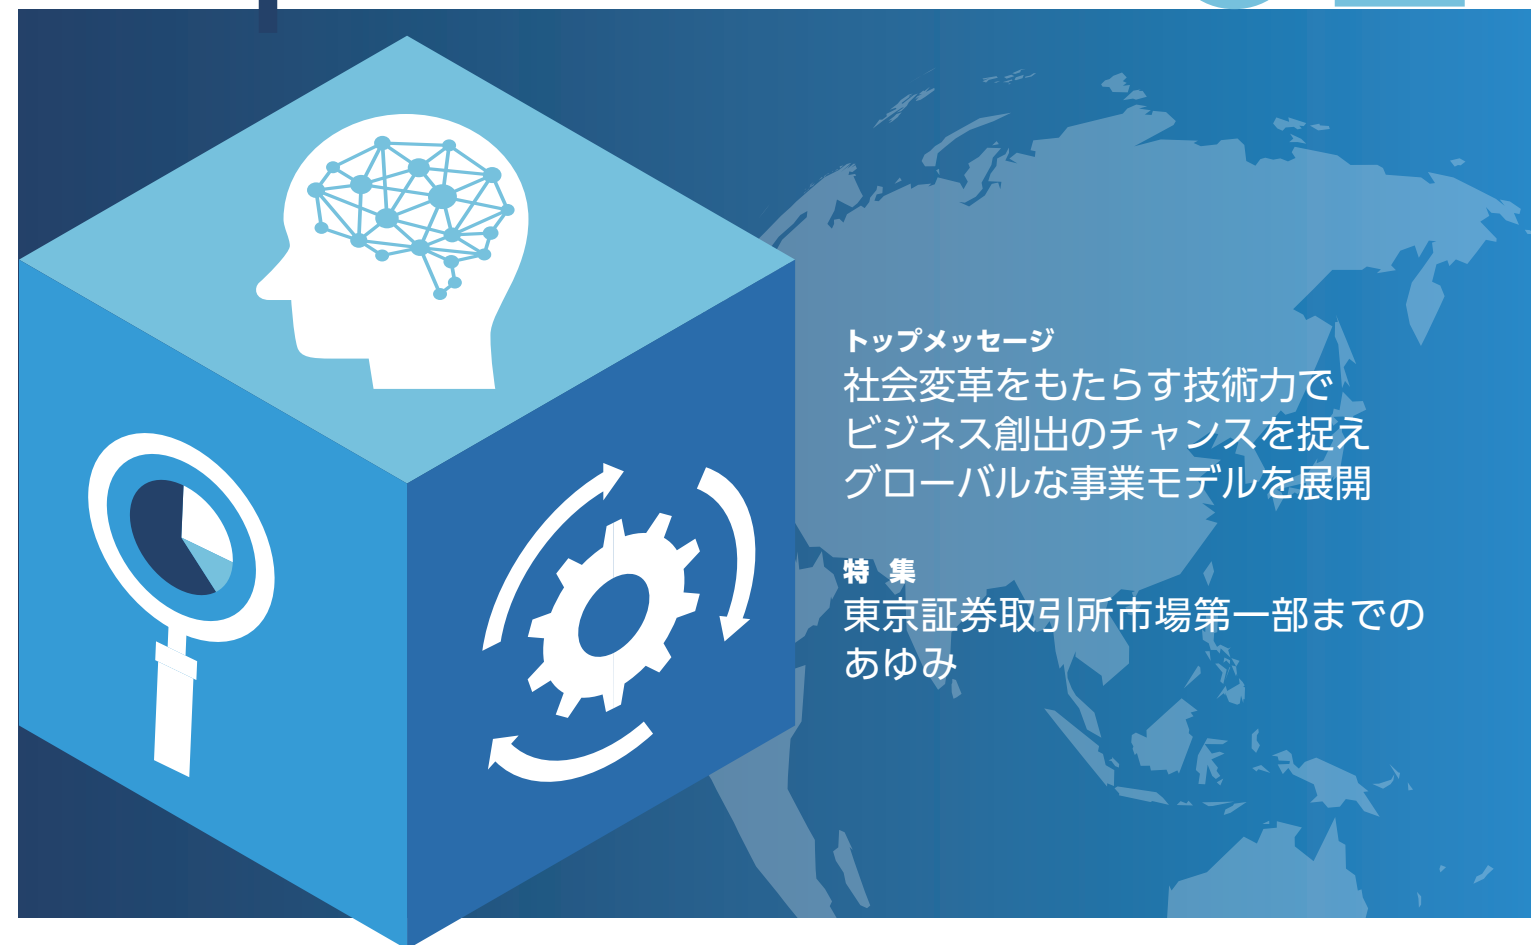 トップメッセージ
社会変革をもたらす技術力で
ビジネス創出のチャンスを捉え
グローバルな事業モデルを展開
特 集
東京証券取引所市場第一部までの
あゆみ